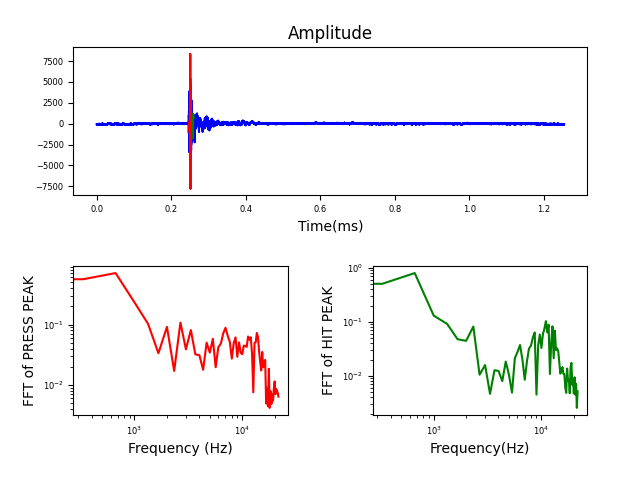 Amplitude
7500
5000
2500
0
−2500
−5000
−7500
0.0 0.2 0.4 0.6 0.8 1.0 1.2
Time(ms)
FFT of PRESS PEAK
10⁻¹
10⁻²
10³ 10⁴
Frequency (Hz)
FFT of HIT PEAK
10⁰
10⁻¹
10⁻²
10³ 10⁴
Frequency(Hz)